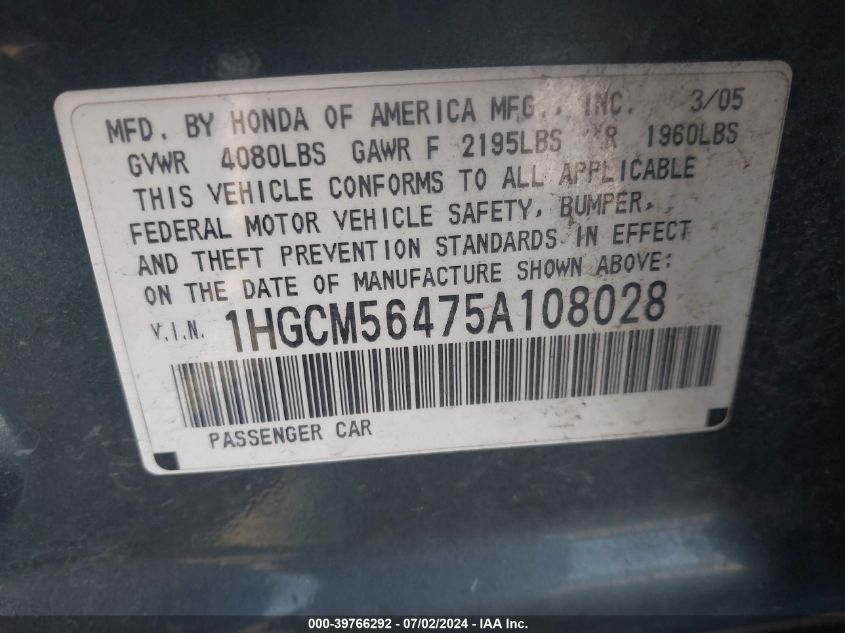 MFD. BY HONDA OF AMERICA MFG., INC. 3/05
GVWR 4080LBS GAWR F 2195LBS R 1960LBS
THIS VEHICLE CONFORMS TO ALL APPLICABLE
FEDERAL MOTOR VEHICLE SAFETY, BUMPER,
AND THEFT PREVENTION STANDARDS IN EFFECT
ON THE DATE OF MANUFACTURE SHOWN ABOVE:
V.I.N. 1HGCM56475A108028
PASSENGER CAR
000-39766292 - 07/02/2024 - IAA Inc.